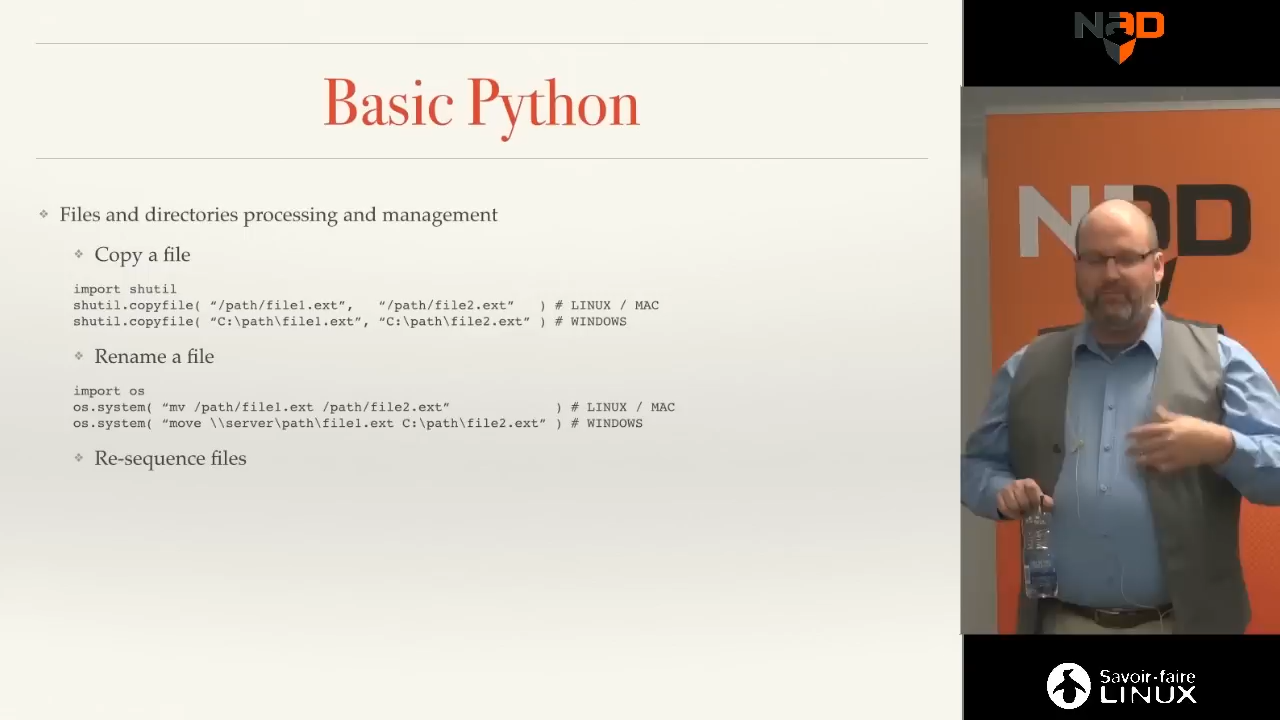 Basic Python
Files and directories processing and management
Copy a file
import shutil
shutil.copyfile( “/path/file1.ext”,   “/path/file2.ext”   ) # LINUX / MAC
shutil.copyfile( “C:\path\file1.ext”, “C:\path\file2.ext” ) # WINDOWS
Rename a file
import os
os.system( “mv /path/file1.ext /path/file2.ext”             ) # LINUX / MAC
os.system( “move \\server\path\file1.ext C:\path\file2.ext” ) # WINDOWS
Re-sequence files
NAD
NAD
Savoir-faire
LINUX